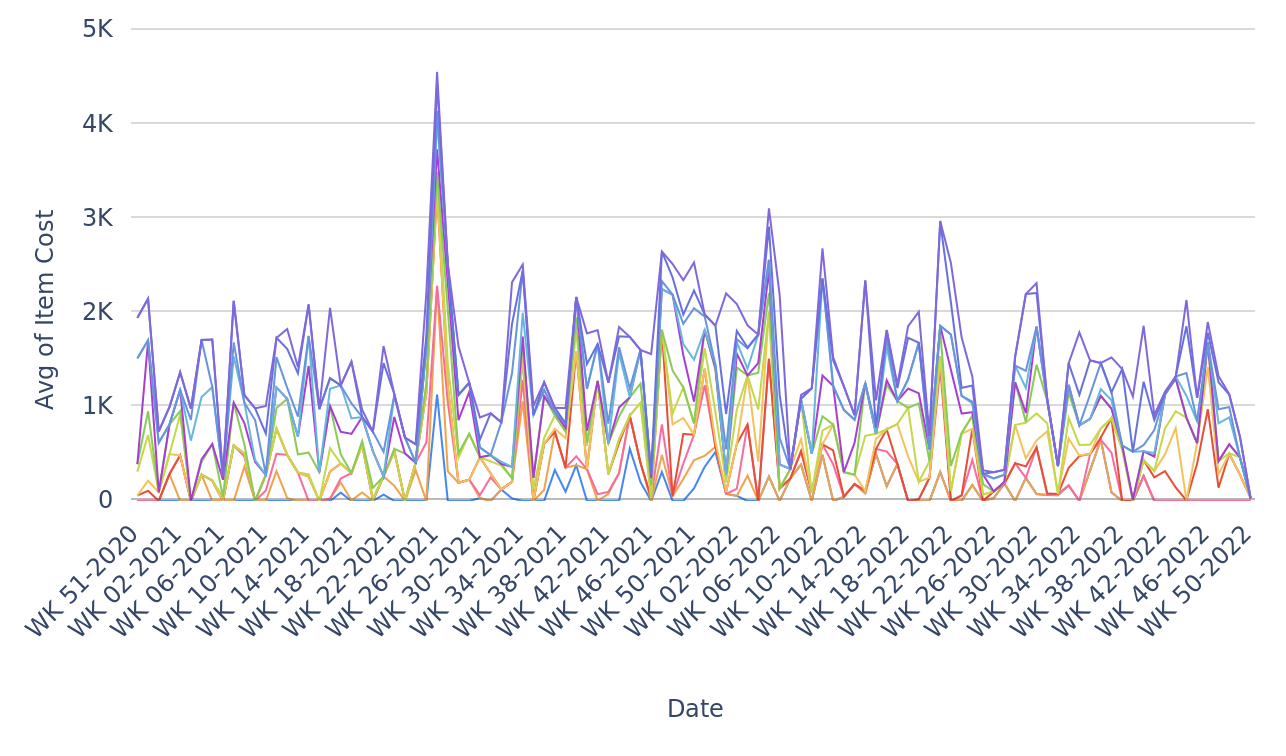 5K
4K
3K
2K
1K
0
Avg of Item Cost
WK 51-2020
WK 02-2021
WK 06-2021
WK 10-2021
WK 14-2021
WK 18-2021
WK 22-2021
WK 26-2021
WK 30-2021
WK 34-2021
WK 38-2021
WK 42-2021
WK 46-2021
WK 50-2021
WK 02-2022
WK 06-2022
WK 10-2022
WK 14-2022
WK 18-2022
WK 22-2022
WK 26-2022
WK 30-2022
WK 34-2022
WK 38-2022
WK 42-2022
WK 46-2022
WK 50-2022
Date